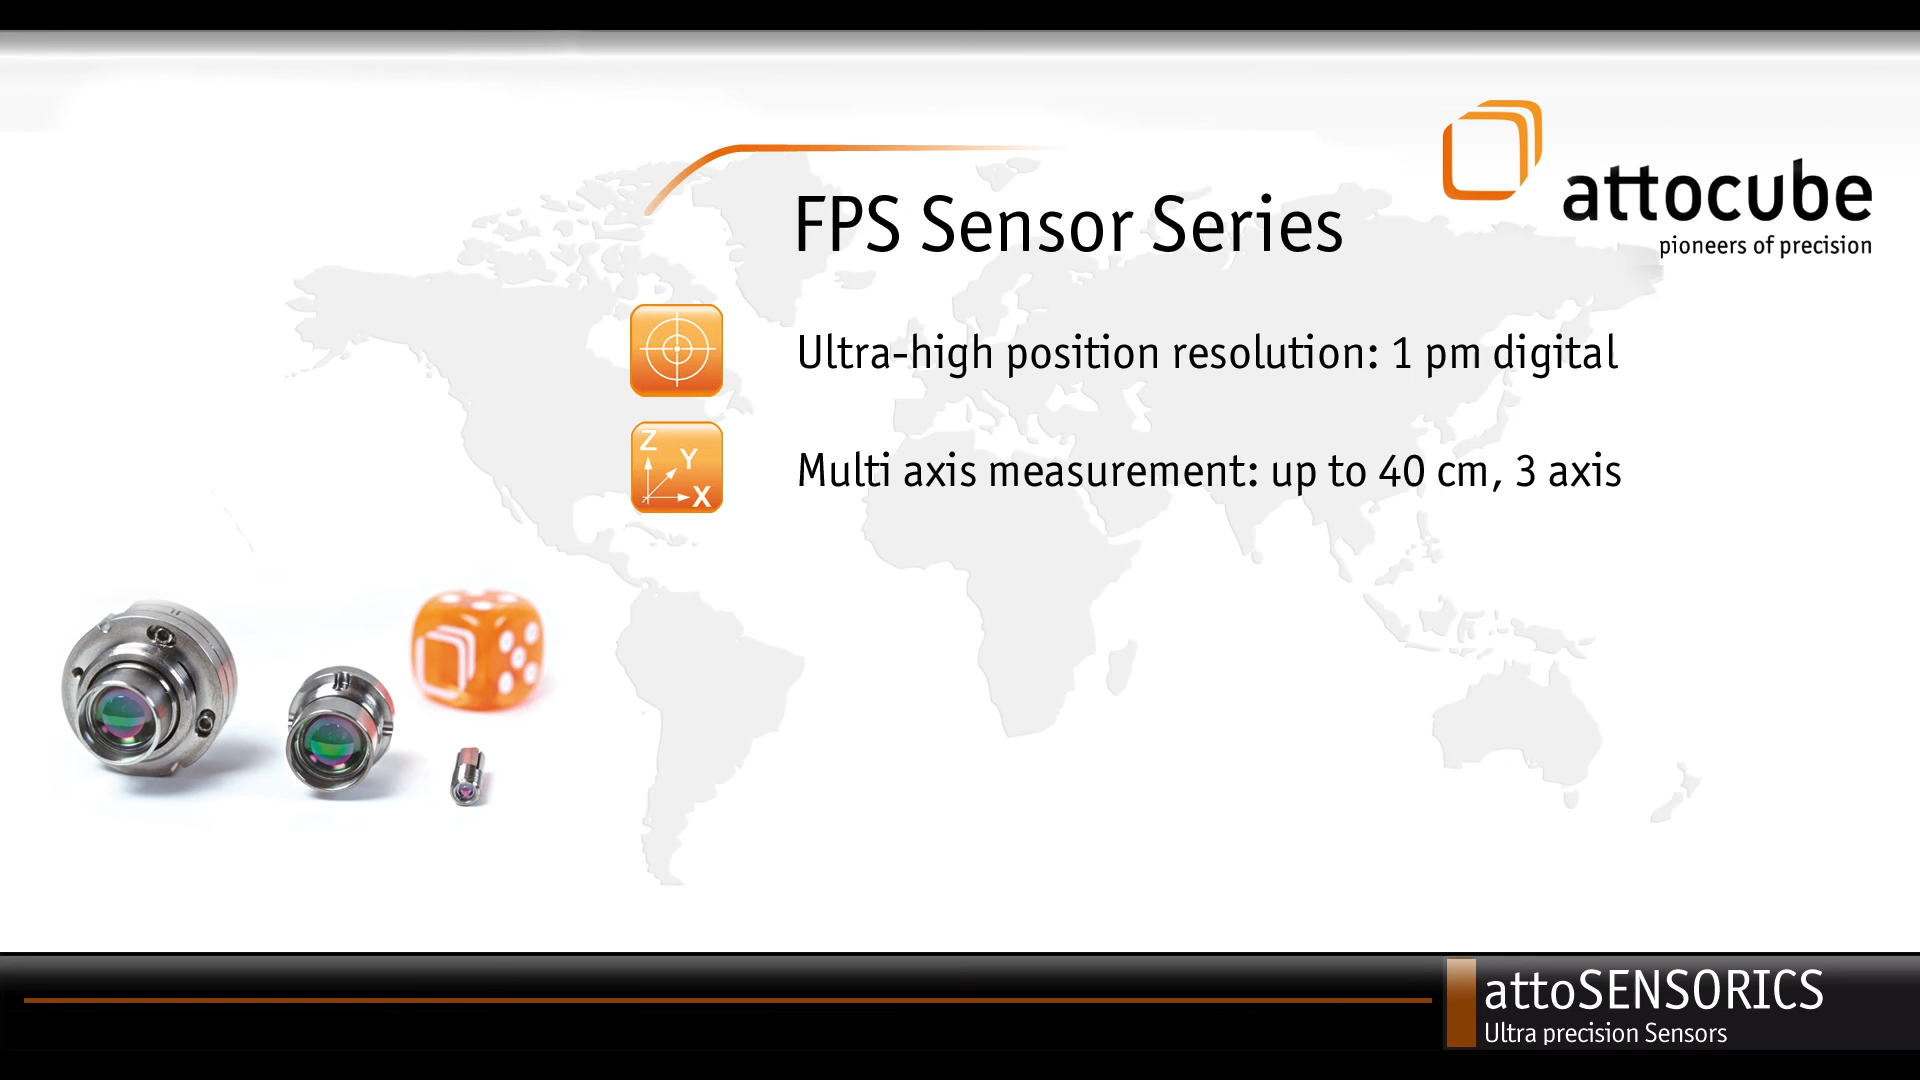 attocube
pioneers of precision
FPS Sensor Series
Ultra-high position resolution: 1 pm digital
Z
Y
X
Multi axis measurement: up to 40 cm, 3 axis
attoSENSORICS
Ultra precision Sensors